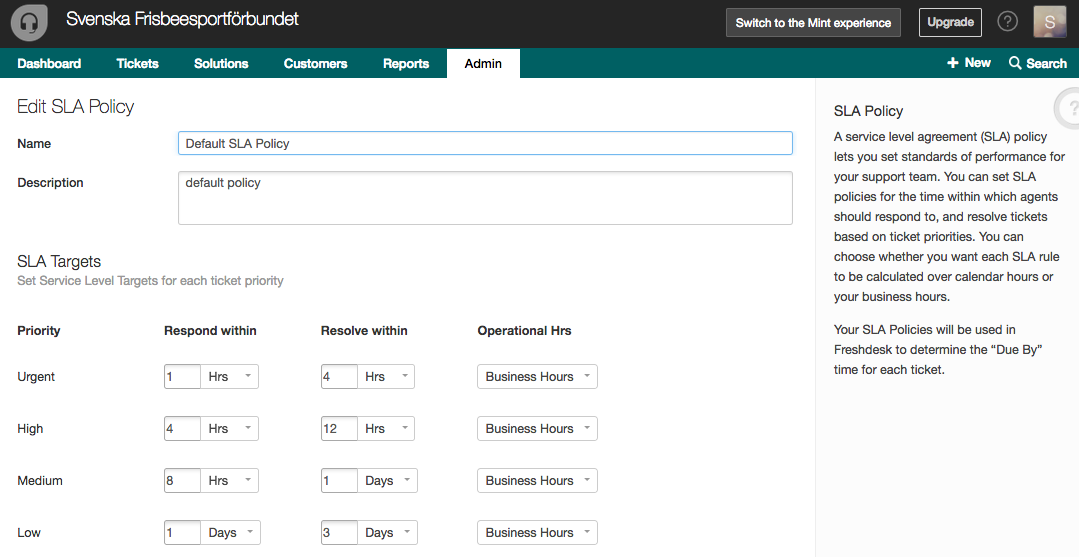 Svenska Frisbeesportförbundet
Switch to the Mint experience
Upgrade
?
S
Dashboard Tickets Solutions Customers Reports Admin
+ New
Search
Edit SLA Policy
Name
Default SLA Policy
Description
default policy
SLA Targets
Set Service Level Targets for each ticket priority
Priority Respond within Resolve within Operational Hrs
Urgent 1 Hrs 4 Hrs Business Hours
High 4 Hrs 12 Hrs Business Hours
Medium 8 Hrs 1 Days Business Hours
Low 1 Days 3 Days Business Hours
?
SLA Policy
A service level agreement (SLA) policy
lets you set standards of performance for
your support team. You can set SLA
policies for the time within which agents
should respond to, and resolve tickets
based on ticket priorities. You can
choose whether you want each SLA rule
to be calculated over calendar hours or
your business hours.
Your SLA Policies will be used in
Freshdesk to determine the “Due By”
time for each ticket.